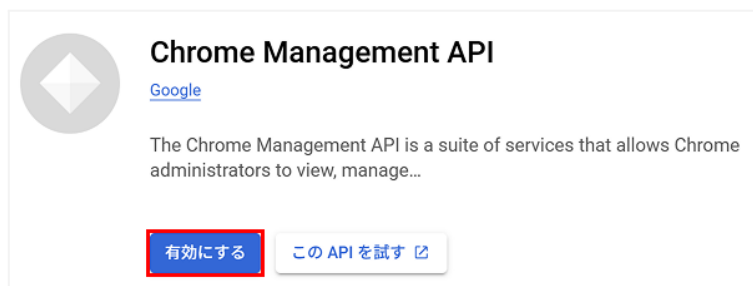 Chrome Management API
Google
The Chrome Management API is a suite of services that allows Chrome
administrators to view, manage…
有効にする
この API を試す